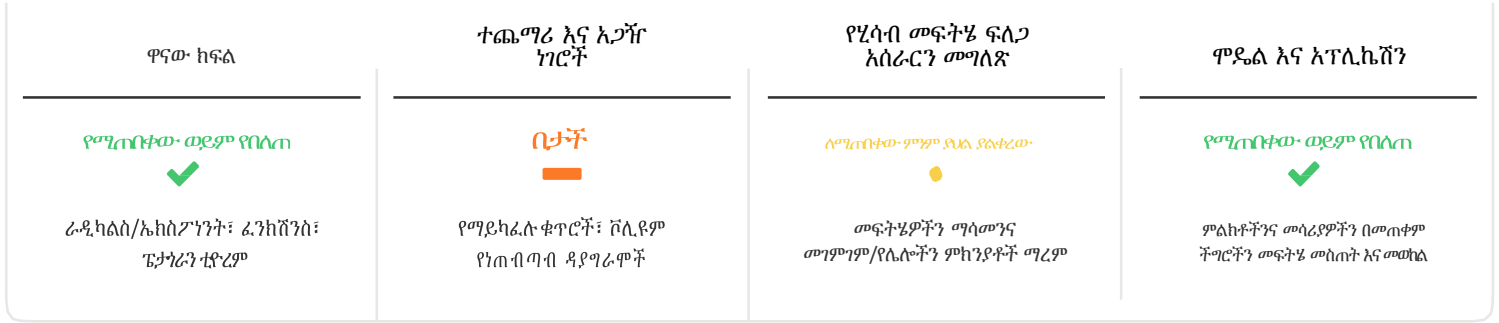 ዋናው ክፍል
የሚጠበቀው ወይም የበለጠ
ራዲካልስ/ኤክስፖነንት፣ ፈንክሽንስ፣
ፔታጎራን ቲዮረም
ተጨማሪ እና አጋዥ
ነገሮች
በታች
የማይካፈሉ ቁጥሮች፣ ቮሊዩም
የነጠብጣብ ዳያግራሞች
የሂሳብ መፍትሄ ፍለጋ
አሰራርን መግለጽ
ለሚጠበቀው ምንም ያህል ያልቀረው
መፍትሄዎችን ማሳመንና
መገምገም/የሌሎችን ምክንያቶች ማረም
ሞዴል እና አፕሊኬሽን
የሚጠበቀው ወይም የበለጠ
ምልክቶችንና መሳሪያዎችን በመጠቀም
ችግሮችን መፍትሄ መስጠት እና መወከል